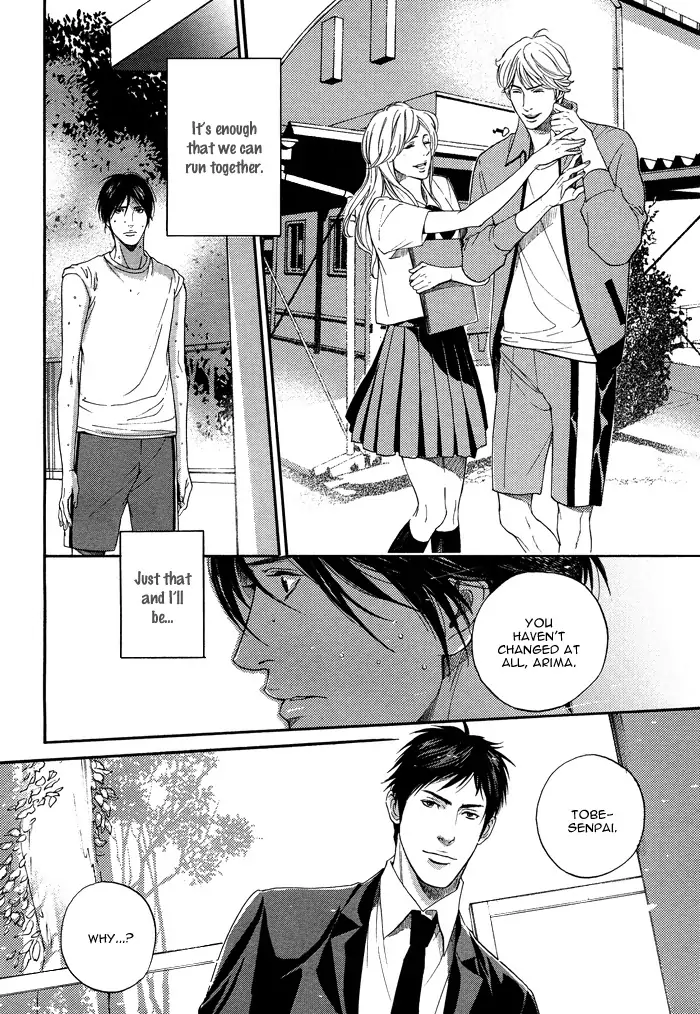 It's enough
that we can
run together.
Just that
and I'll
be...
YOU
HAVEN'T
CHANGED AT
ALL, ARIMA.
TOBE-
SENPAI.
WHY...?